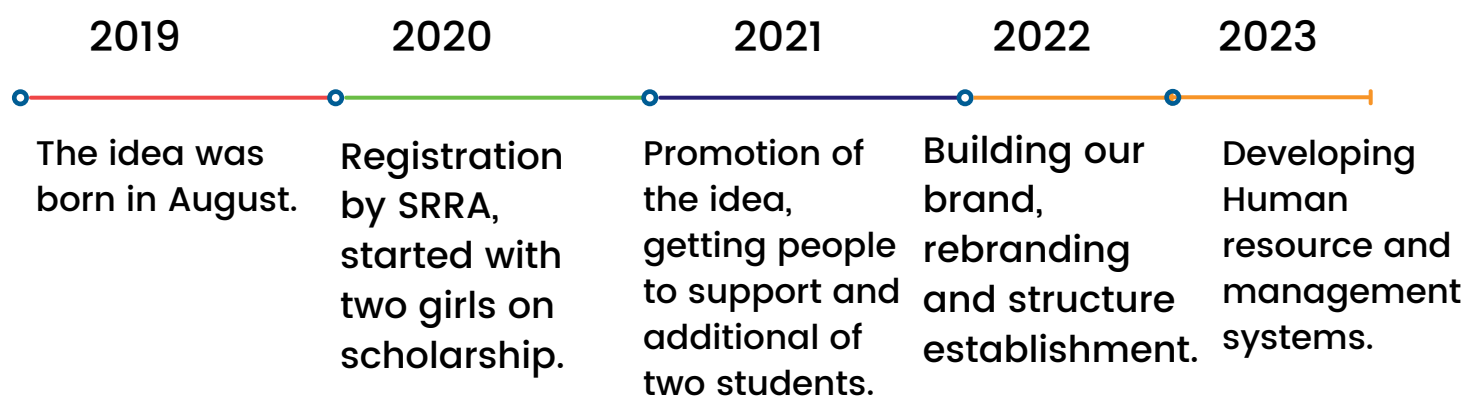 2019
The idea was
born in August.
2020
Registration
by SRRA,
started with
two girls on
scholarship.
2021
Promotion of
the idea,
getting people
to support and
additional of
two students.
2022
Building our
brand,
rebranding
and structure
establishment.
2023
Developing
Human
resource and
management
systems.